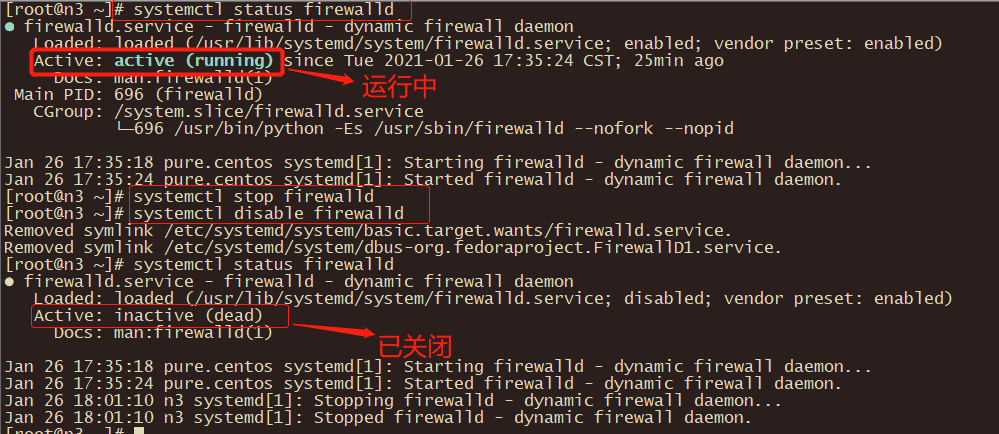 [root@n3 ~]# systemctl status firewalld
● firewalld.service - firewalld - dynamic firewall daemon
Loaded: loaded (/usr/lib/systemd/system/firewalld.service; enabled; vendor preset: enabled)
Active: active (running) since Tue 2021-01-26 17:35:24 CST; 25min ago
Docs: man:firewalld(1)
运行中
Main PID: 696 (firewalld)
CGroup: /system.slice/firewalld.service
└─696 /usr/bin/python -Es /usr/sbin/firewalld --nofork --nopid
Jan 26 17:35:18 pure.centos systemd[1]: Starting firewalld - dynamic firewall daemon...
Jan 26 17:35:24 pure.centos systemd[1]: Started firewalld - dynamic firewall daemon.
[root@n3 ~]# systemctl stop firewalld
[root@n3 ~]# systemctl disable firewalld
Removed symlink /etc/systemd/system/basic.target.wants/firewalld.service.
Removed symlink /etc/systemd/system/dbus-org.fedoraproject.FirewallD1.service.
[root@n3 ~]# systemctl status firewalld
● firewalld.service - firewalld - dynamic firewall daemon
Loaded: loaded (/usr/lib/systemd/system/firewalld.service; disabled; vendor preset: enabled)
Active: inactive (dead)
Docs: man:firewalld(1)
已关闭
Jan 26 17:35:18 pure.centos systemd[1]: Starting firewalld - dynamic firewall daemon...
Jan 26 17:35:24 pure.centos systemd[1]: Started firewalld - dynamic firewall daemon.
Jan 26 18:01:10 n3 systemd[1]: Stopping firewalld - dynamic firewall daemon...
Jan 26 18:01:10 n3 systemd[1]: Stopped firewalld - dynamic firewall daemon.
[root@n3 ~]#